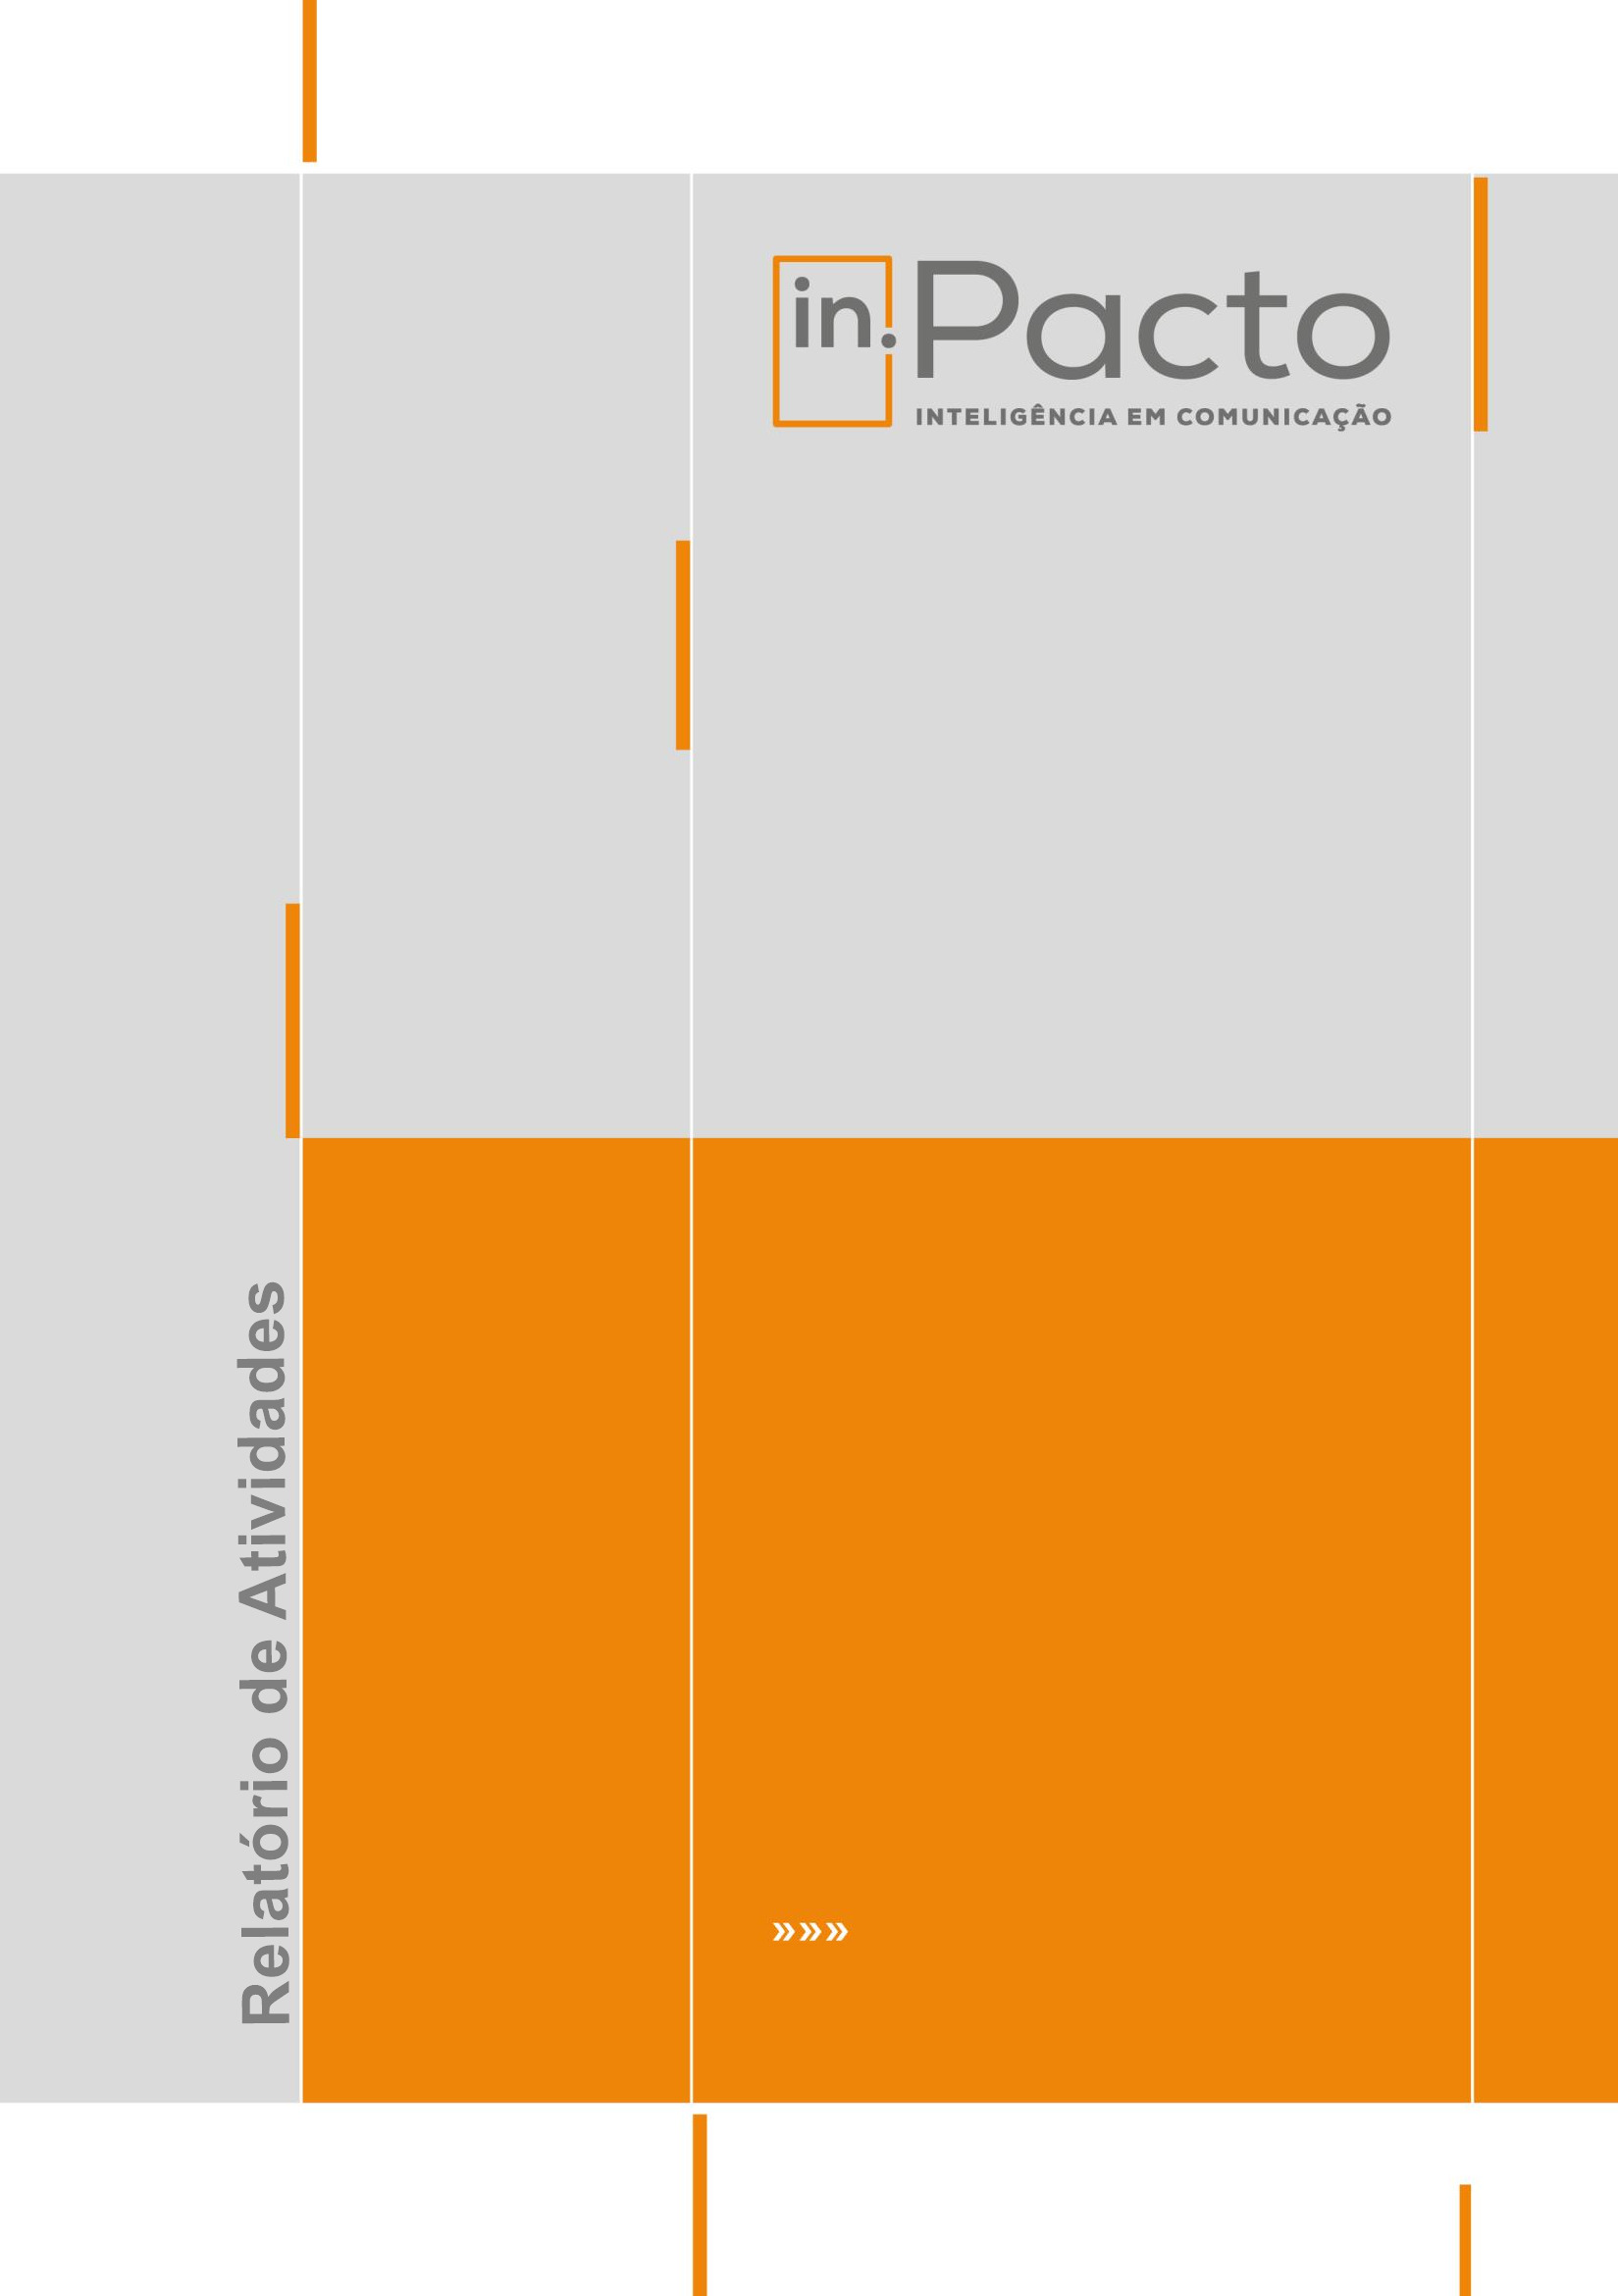 in.Pacto
INTELIGÊNCIA EM COMUNICAÇÃO
Relatório de Atividades
»»»